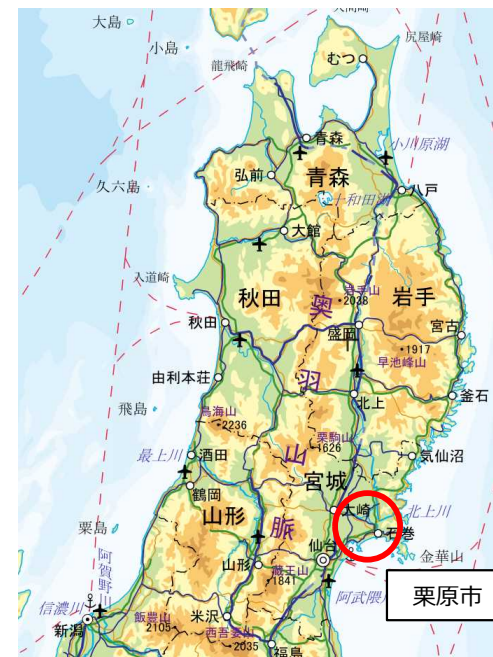 大島
小島
尻屋崎
龍飛崎
むつ
青森
小川原湖
弘前
青森
久六島
十和田湖
八戸
大館
入道崎
秋田
奥
岩手山
・2038
岩手
秋田
盛岡
宮古
・1917
早池峰山
羽
由利本荘
北上
釜石
飛島
鳥海山
・2236
栗駒山
・1626
山
気仙沼
最上川
酒田
宮城
鶴岡
大崎
北上川
山形
脈
石巻
栗島
仙台
金華山
阿賀野川
山形
蔵王山
・1841
栗原市
信濃川
飯豊山
2105・
米沢
阿武隈
新潟
西吾妻山
・2035
福島